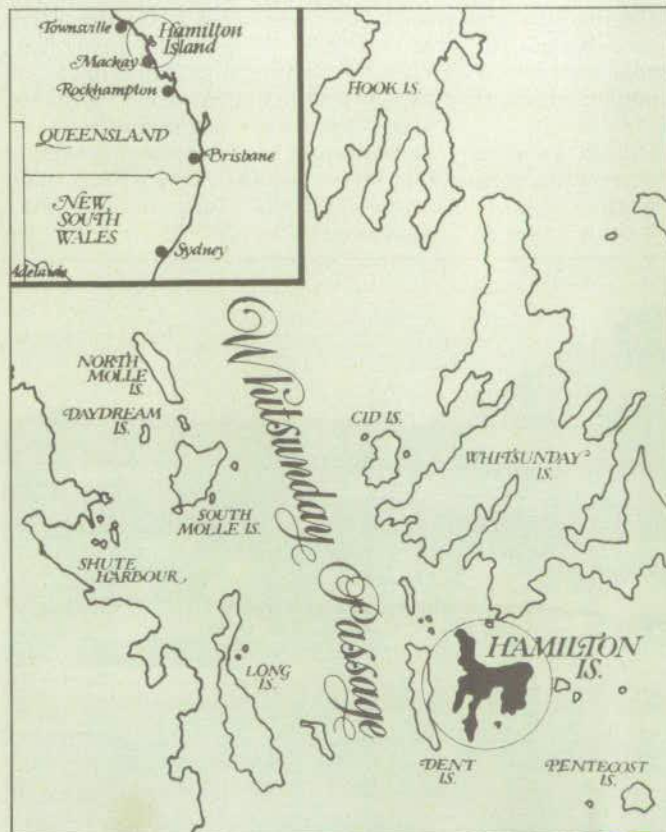 Townsville
Hamilton
Island
Mackay
Rockhampton
QUEENSLAND
Brisbane
NEW
SOUTH
WALES
Sydney
Adelaide
HOOK IS.
NORTH
MOLLE
IS.
DAYDREAM
IS.
CID IS.
WHITSUNDAY
IS.
SOUTH
MOLLE IS.
SHUTE
HARBOUR
Whitsunday Passage
LONG
IS.
HAMILTON
IS.
DENT
IS.
PENTECOST
IS.